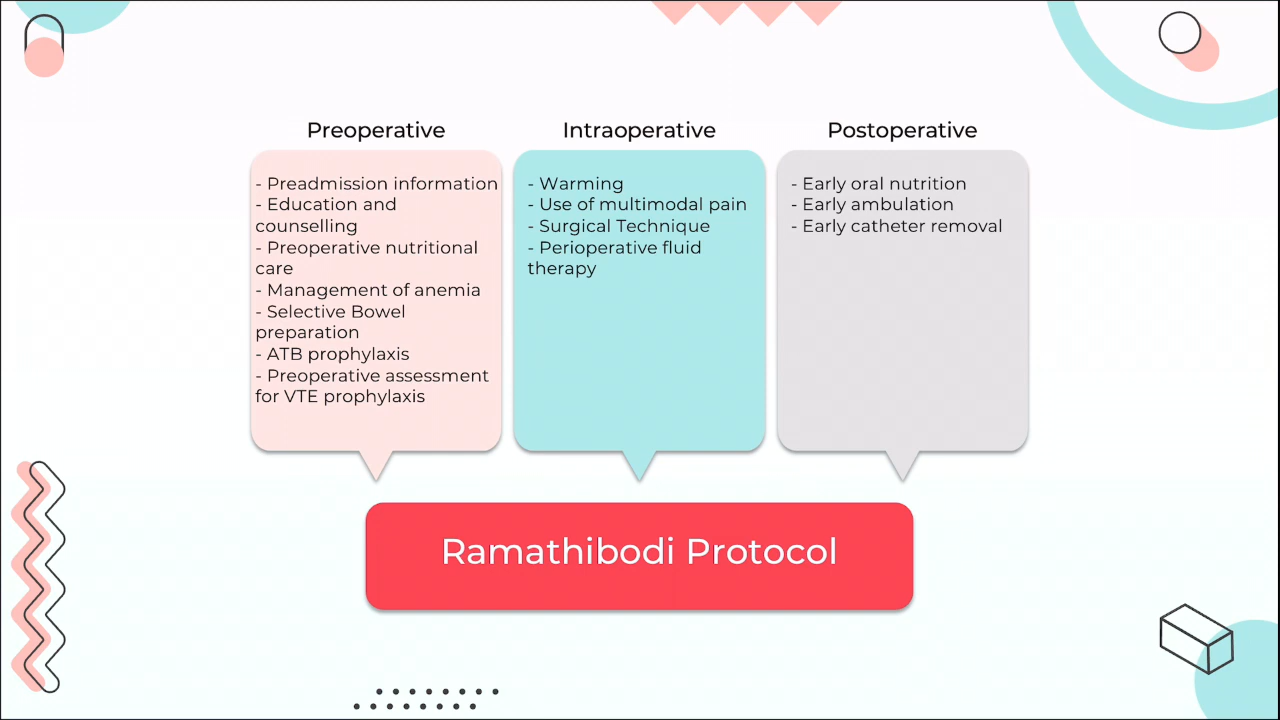 Preoperative
- Preadmission information
- Education and
counselling
- Preoperative nutritional
care
- Management of anemia
- Selective Bowel
preparation
- ATB prophylaxis
- Preoperative assessment
for VTE prophylaxis
Intraoperative
- Warming
- Use of multimodal pain
- Surgical Technique
- Perioperative fluid
therapy
Postoperative
- Early oral nutrition
- Early ambulation
- Early catheter removal
Ramathibodi Protocol